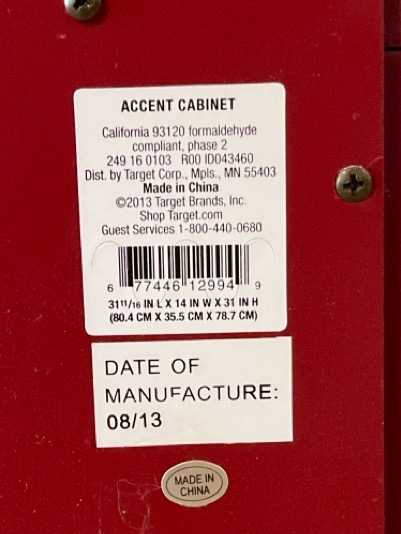 ACCENT CABINET
California 93120 formaldehyde
compliant, phase 2
249 16 0103 R00 ID043460
Dist. by Target Corp., Mpls., MN 55403
Made in China
©2013 Target Brands, Inc.
Shop Target.com
Guest Services 1-800-440-0680
6 77446 12994 9
31 11/16 IN L X 14 IN W X 31 IN H
(80.4 CM X 35.5 CM X 78.7 CM)
DATE OF
MANUFACTURE:
08/13
MADE IN
CHINA